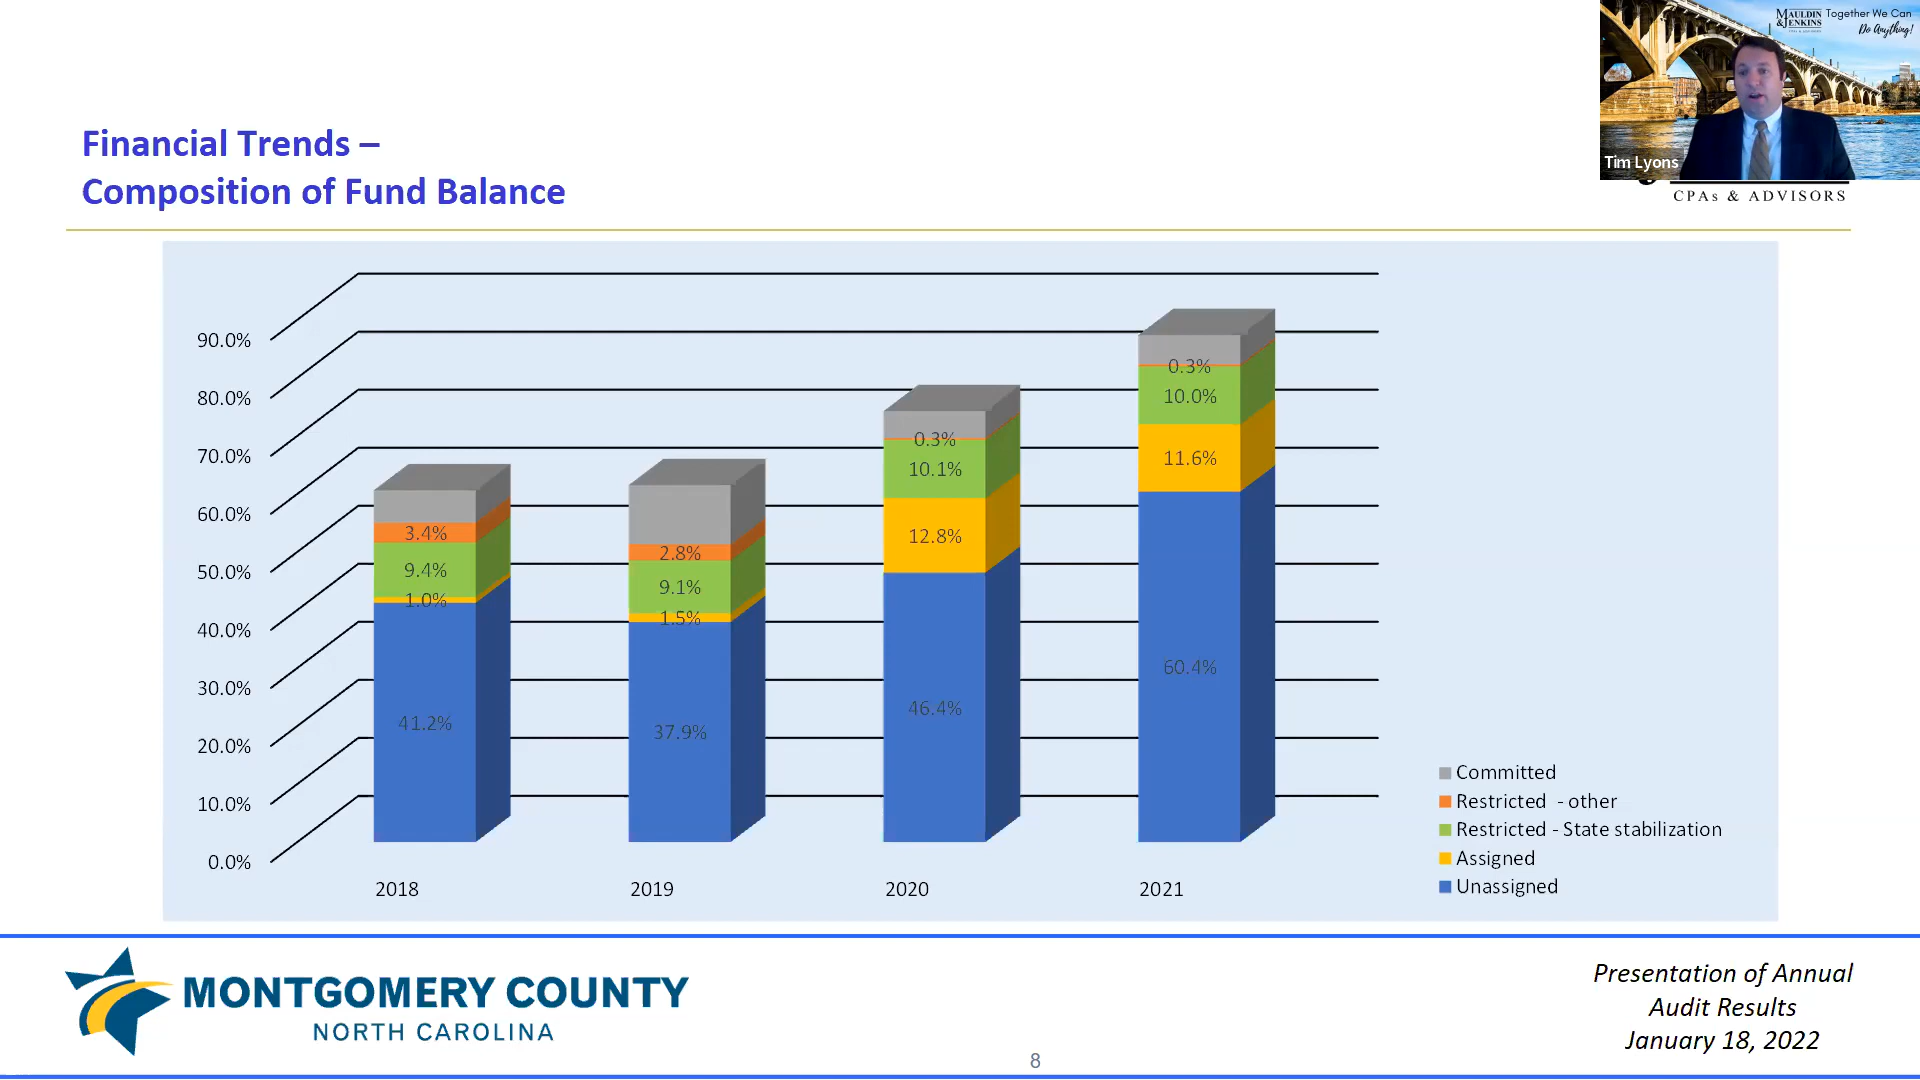 MAULDIN
& JENKINS
Together We Can
Do Anything!
Tim Lyons
CPAs & ADVISORS
Financial Trends –
Composition of Fund Balance
90.0%
80.0%
70.0%
60.0%
50.0%
40.0%
30.0%
20.0%
10.0%
0.0%
3.4%
9.4%
1.0%
41.2%
2.8%
9.1%
1.5%
37.9%
0.3%
10.1%
12.8%
46.4%
0.3%
10.0%
11.6%
60.4%
2018
2019
2020
2021
Committed
Restricted - other
Restricted - State stabilization
Assigned
Unassigned
MONTGOMERY COUNTY
NORTH CAROLINA
Presentation of Annual
Audit Results
January 18, 2022
8